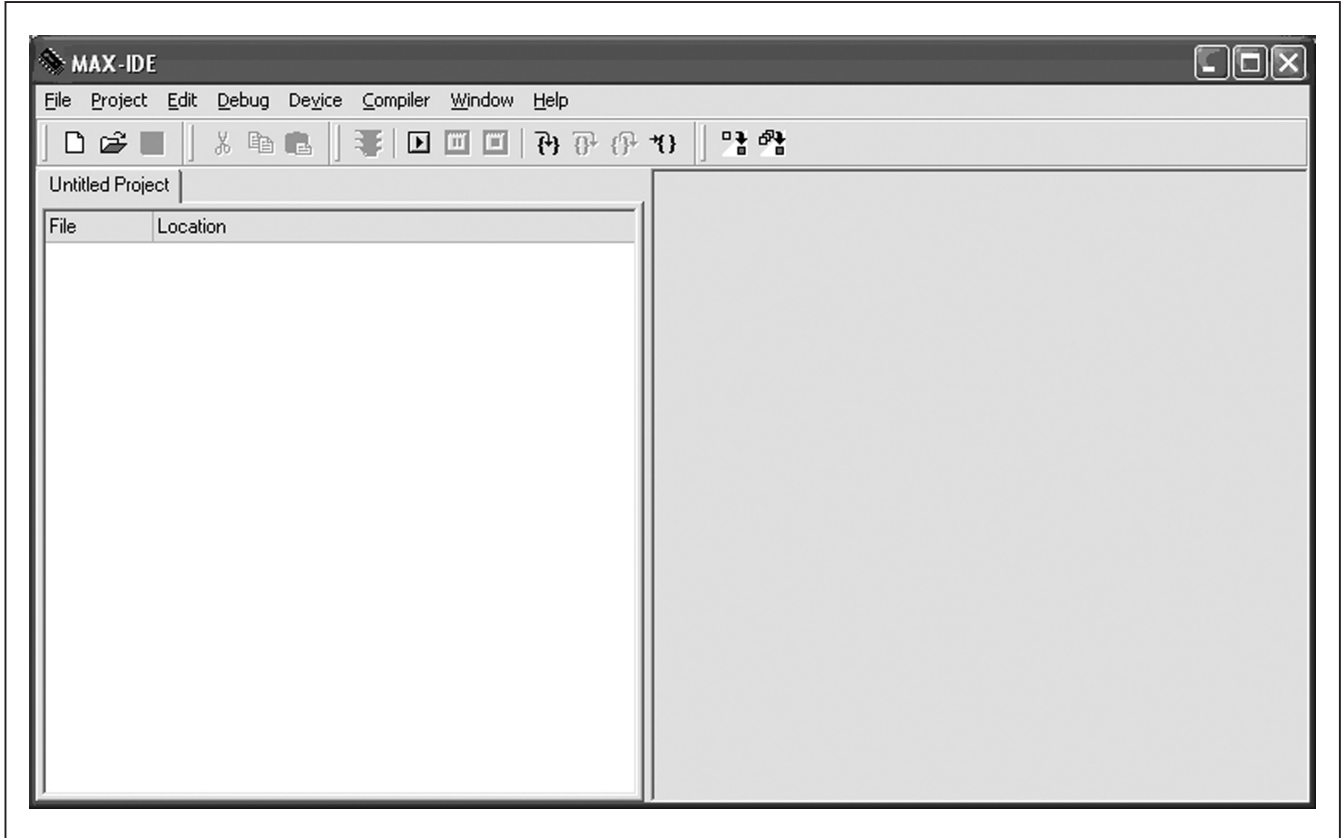 MAX-IDE
File Project Edit Debug Device Compiler Window Help
Untitled Project
File Location